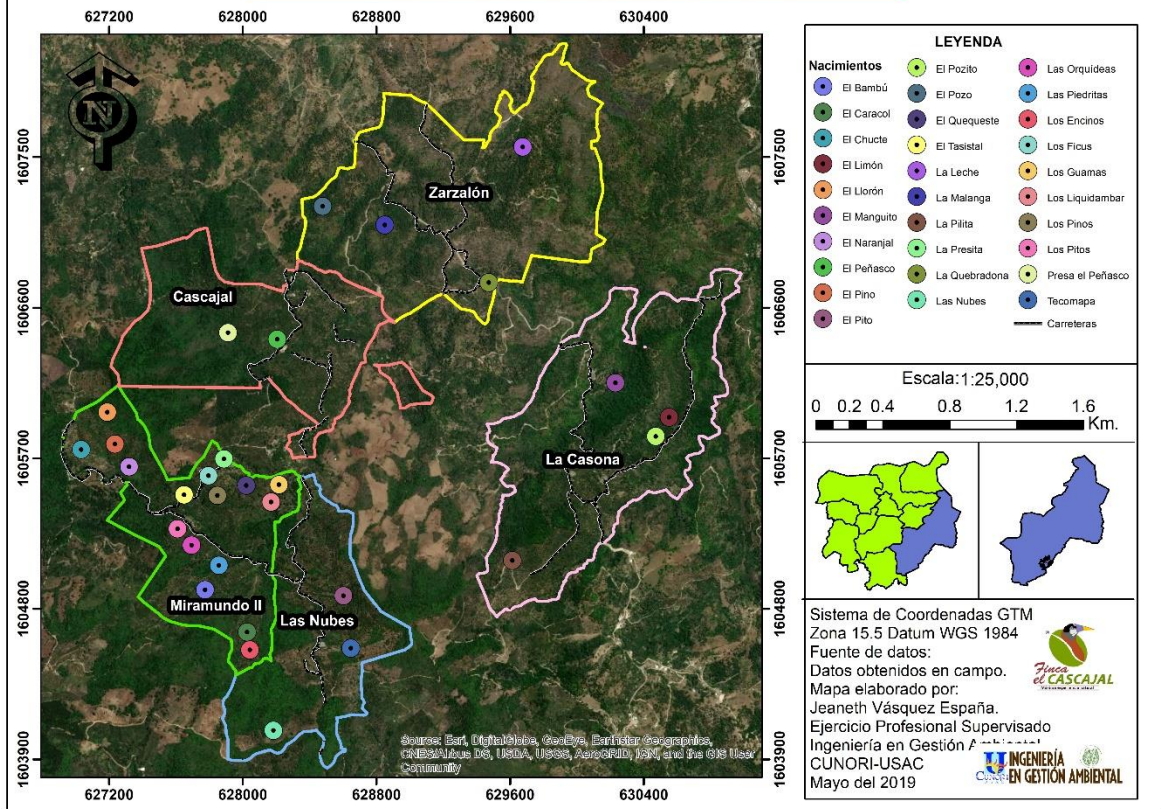 627200 628000 628800 629600 630400
1607500
1606600
1605700
1604800
1603900
N
Zarzalón
Cascajal
La Casona
Miramundo II
Las Nubes
Source: Esri, DigitalGlobe, GeoEye, Earthstar Geographics,
CNES/Airbus DS, USDA, USGS, AeroGRID, IGN, and the GIS User
Community
627200 628000 628800 629600 630400
1607500
1606600
1605700
1604800
1603900
LEYENDA
Nacimientos
El Bambú
El Caracol
El Chucte
El Limón
El Llorón
El Manguito
El Naranjal
El Peñasco
El Pino
El Pito
El Pozito
El Pozo
El Quequeste
El Tasistal
La Leche
La Malanga
La Pilita
La Presita
La Quebradona
Las Nubes
Las Orquídeas
Las Piedritas
Los Encinos
Los Ficus
Los Guamas
Los Liquidambar
Los Pinos
Los Pitos
Presa el Peñasco
Tecomapa
Carreteras
Escala:1:25,000
0 0.2 0.4 0.8 1.2 1.6
Km.
Sistema de Coordenadas GTM
Zona 15.5 Datum WGS 1984
Fuente de datos:
Datos obtenidos en campo.
Mapa elaborado por:
Jeaneth Vásquez España.
Ejercicio Profesional Supervisado
Ingeniería en Gestión Ambiental
CUNORI-USAC
Mayo del 2019
Finca
el CASCAJAL
CUNORI
INGENIERÍA
EN GESTIÓN AMBIENTAL